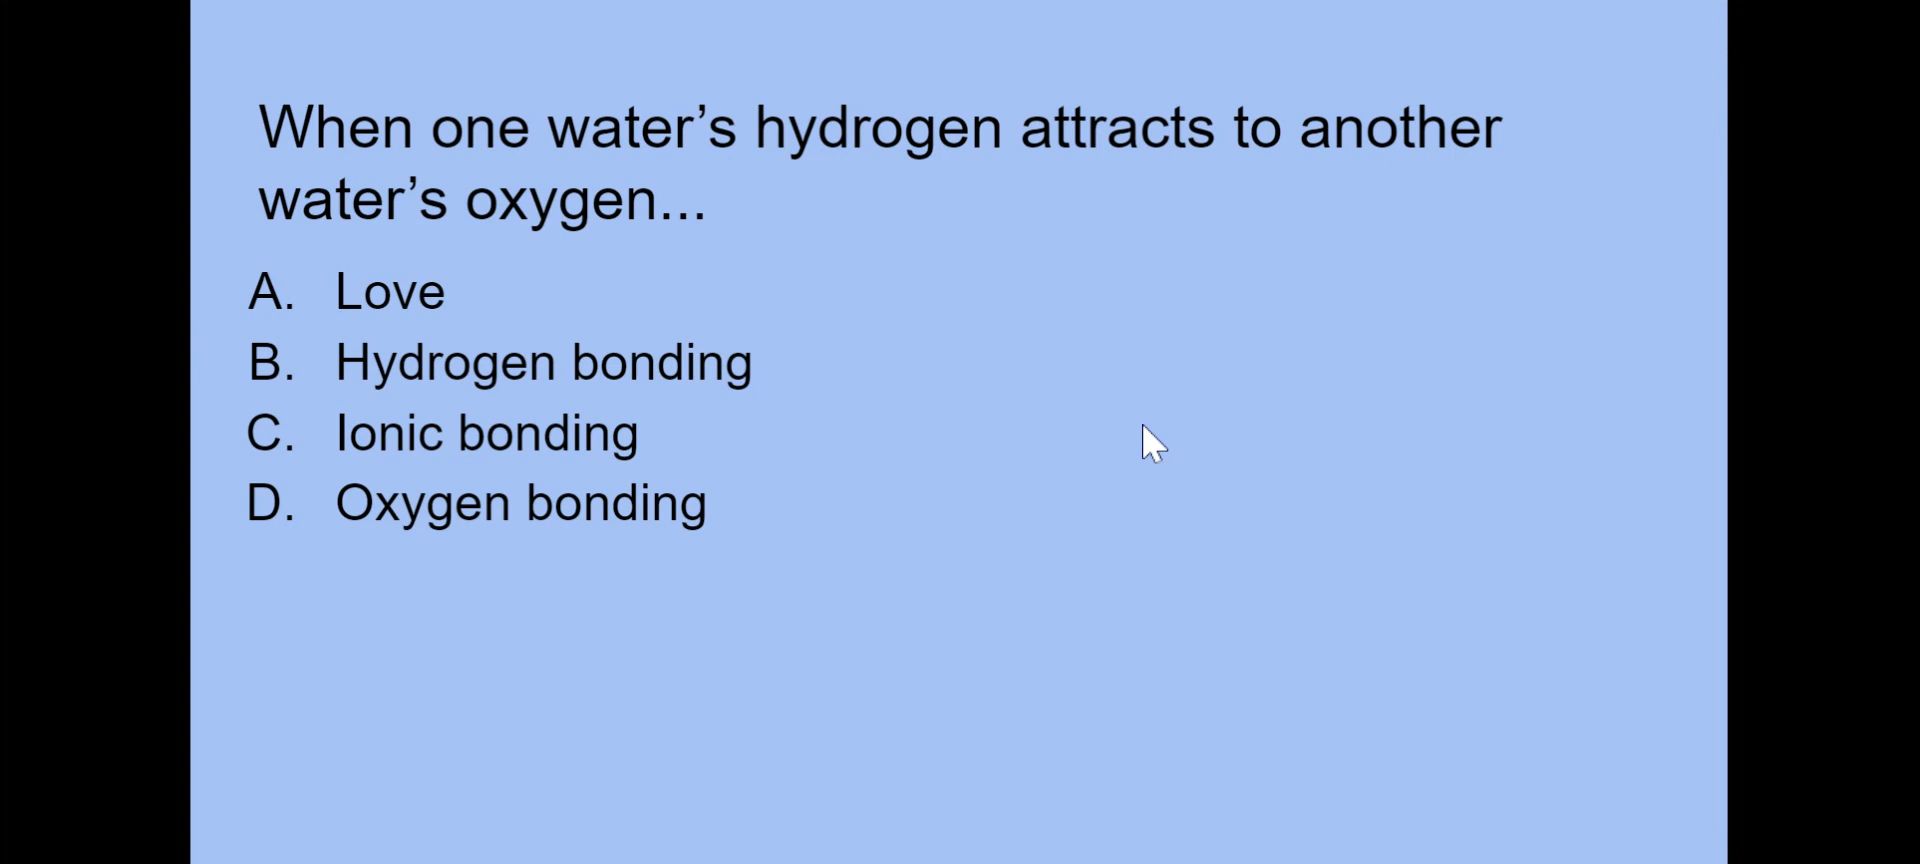 When one water’s hydrogen attracts to another
water’s oxygen...
A. Love
B. Hydrogen bonding
C. Ionic bonding
D. Oxygen bonding